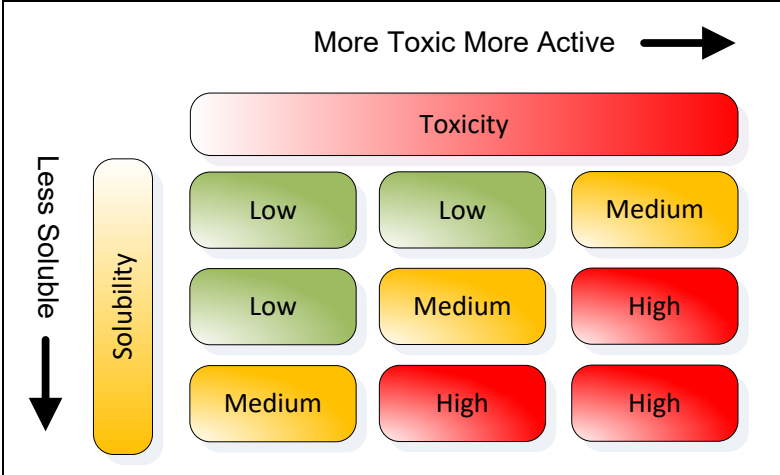 More Toxic More Active
Toxicity
Less Soluble
Solubility
Low
Low
Medium
Low
Medium
High
Medium
High
High